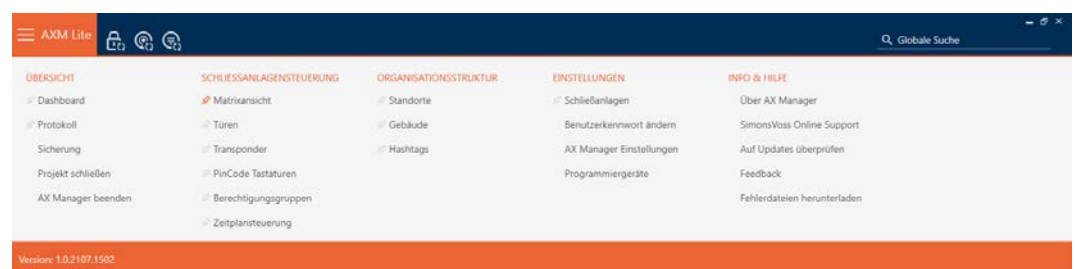 AXM Lite
Globale Suche
ÜBERSICHT
Dashboard
Protokoll
Sicherung
Projekt schließen
AX Manager beenden
SCHLIESSANLAGENSTEUERUNG
Matrixansicht
Türen
Transponder
PinCode Tastaturen
Berechtigungsgruppen
Zeitplansteuerung
ORGANISATIONSSTRUKTUR
Standorte
Gebäude
Hashtags
EINSTELLUNGEN
Schließanlagen
Benutzerkennwort ändern
AX Manager Einstellungen
Programmiergeräte
INFO & HILFE
Über AX Manager
SimonsVoss Online Support
Auf Updates überprüfen
Feedback
Fehlerdateien herunterladen
Version: 1.0.2107.1502